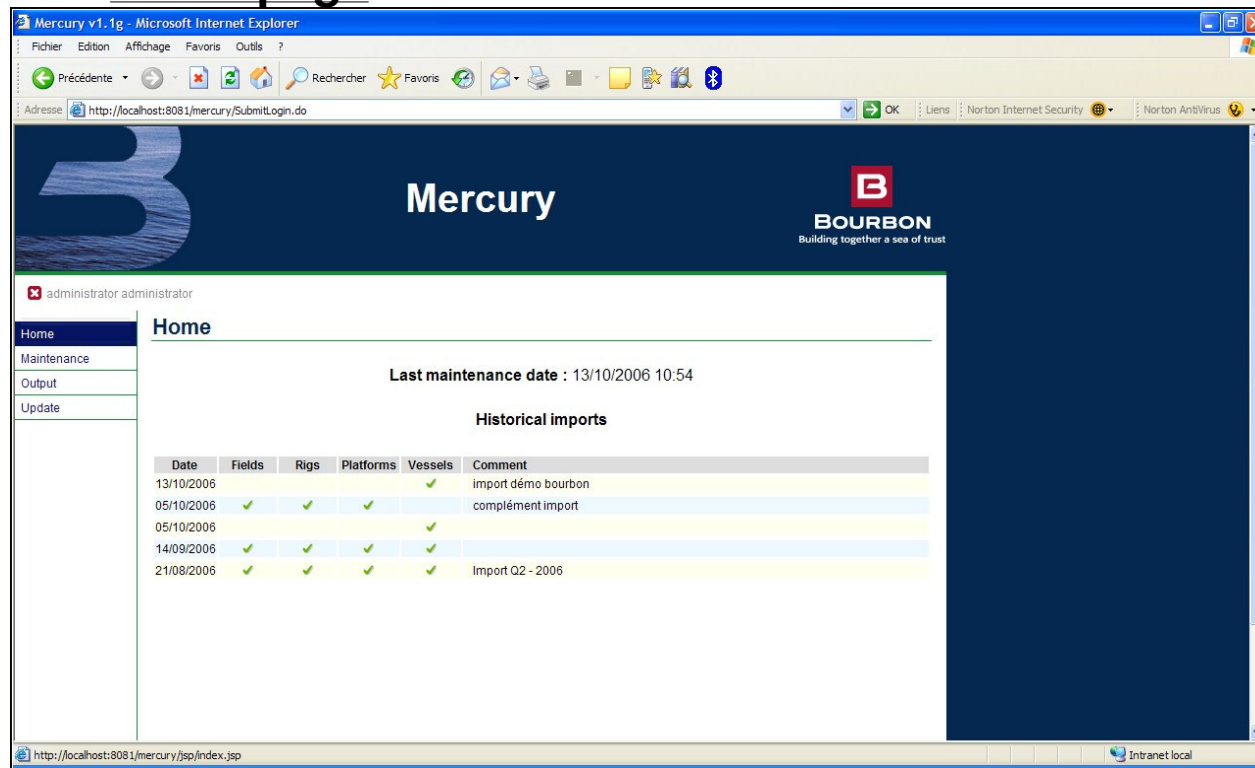 Mercury v1.1g - Microsoft Internet Explorer
Fichier Edition Affichage Favoris Outils ?
Précédente Rechercher Favoris
Adresse http://localhost:8081/mercury/SubmitLogin.do OK Liens Norton Internet Security Norton AntiVirus
Mercury
BOURBON
Building together a sea of trust
administrator administrator
Home
Maintenance
Output
Update
Home
Last maintenance date : 13/10/2006 10:54
Historical imports
Date Fields Rigs Platforms Vessels Comment
13/10/2006 ✓ import démo bourbon
05/10/2006 ✓ ✓ ✓ complément import
05/10/2006 ✓
14/09/2006 ✓ ✓ ✓ ✓
21/08/2006 ✓ ✓ ✓ ✓ Import Q2 - 2006
http://localhost:8081/mercury/jsp/index.jsp Intranet local